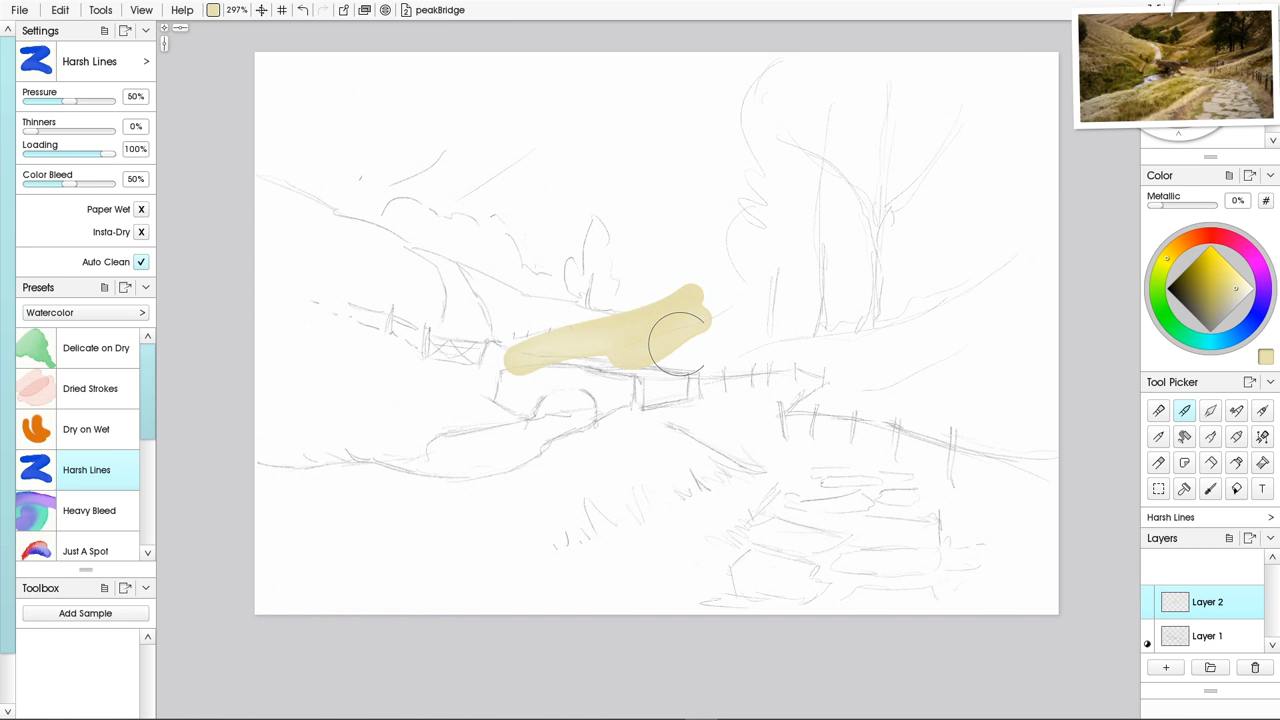 File Edit Tools View Help 297% peakBridge
Settings
Harsh Lines >
Pressure 50%
Thinners 0%
Loading 100%
Color Bleed 50%
Paper Wet X
Insta-Dry X
Auto Clean
Presets
Watercolor >
Delicate on Dry
Dried Strokes
Dry on Wet
Harsh Lines
Heavy Bleed
Just A Spot
Toolbox
Add Sample
Color
Metallic 0% #
Tool Picker
T
Harsh Lines >
Layers
Layer 2
Layer 1